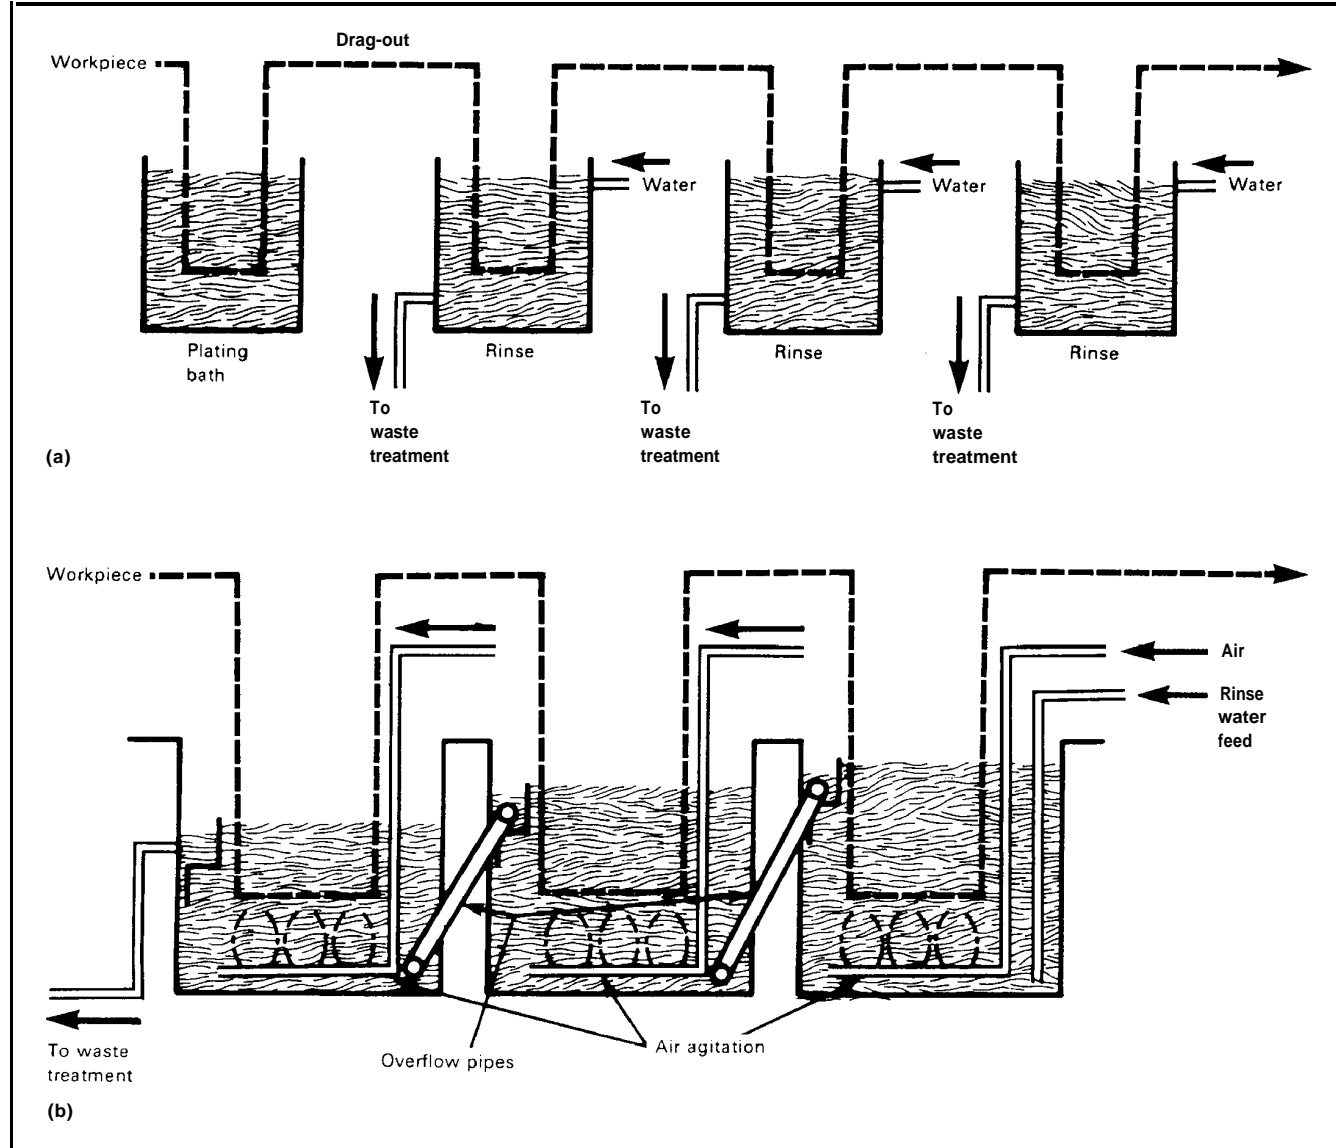 Drag-out
Workpiece
Water
Water
Water
Plating
bath
Rinse
Rinse
Rinse
To
waste
treatment
To
waste
treatment
To
waste
treatment
(a)
Workpiece
Air
Rinse
water
feed
To waste
treatment
Overflow pipes
Air agitation
(b)